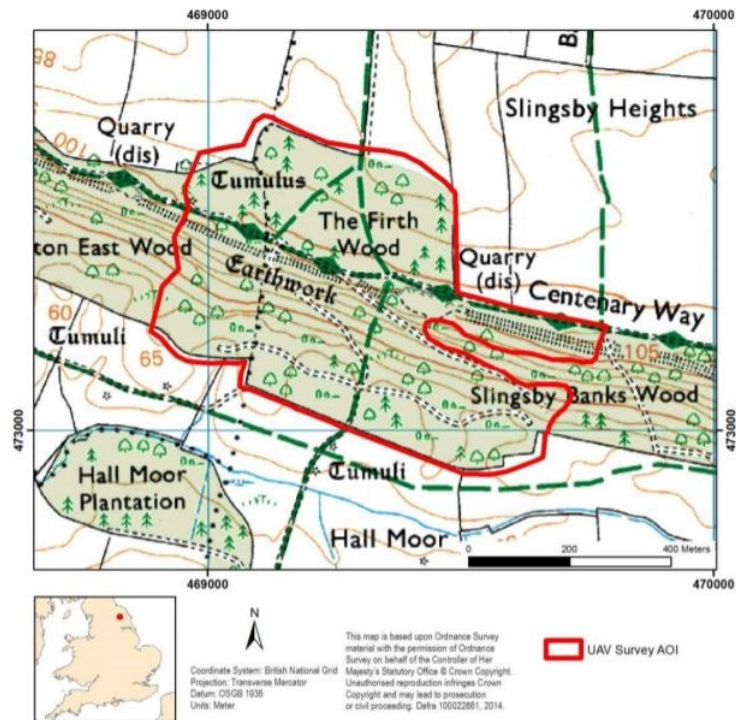 469000
470000
85
B
Slingsby Heights
Quarry
(dis)
100
Tumulus
The Firth
Wood
ton East Wood
Earthwork
Quarry
(dis)
Centenary Way
60
Tumuli
65
105
Slingsby Banks Wood
473000
473000
Hall Moor
Plantation
Tumuli
Hall Moor
0 200 400 Meters
469000
470000
N
Coordinate System: British National Grid
Projection: Transverse Mercator
Datum: OSGB 1936
Units: Meter
This map is based upon Ordnance Survey
material with the permission of Ordnance
Survey on behalf of the Controller of Her
Majesty's Statutory Office © Crown Copyright.
Unauthorised reproduction infringes Crown
Copyright and may lead to prosecution
or civil proceeding. Defra 100022861, 2014.
UAV Survey AOI